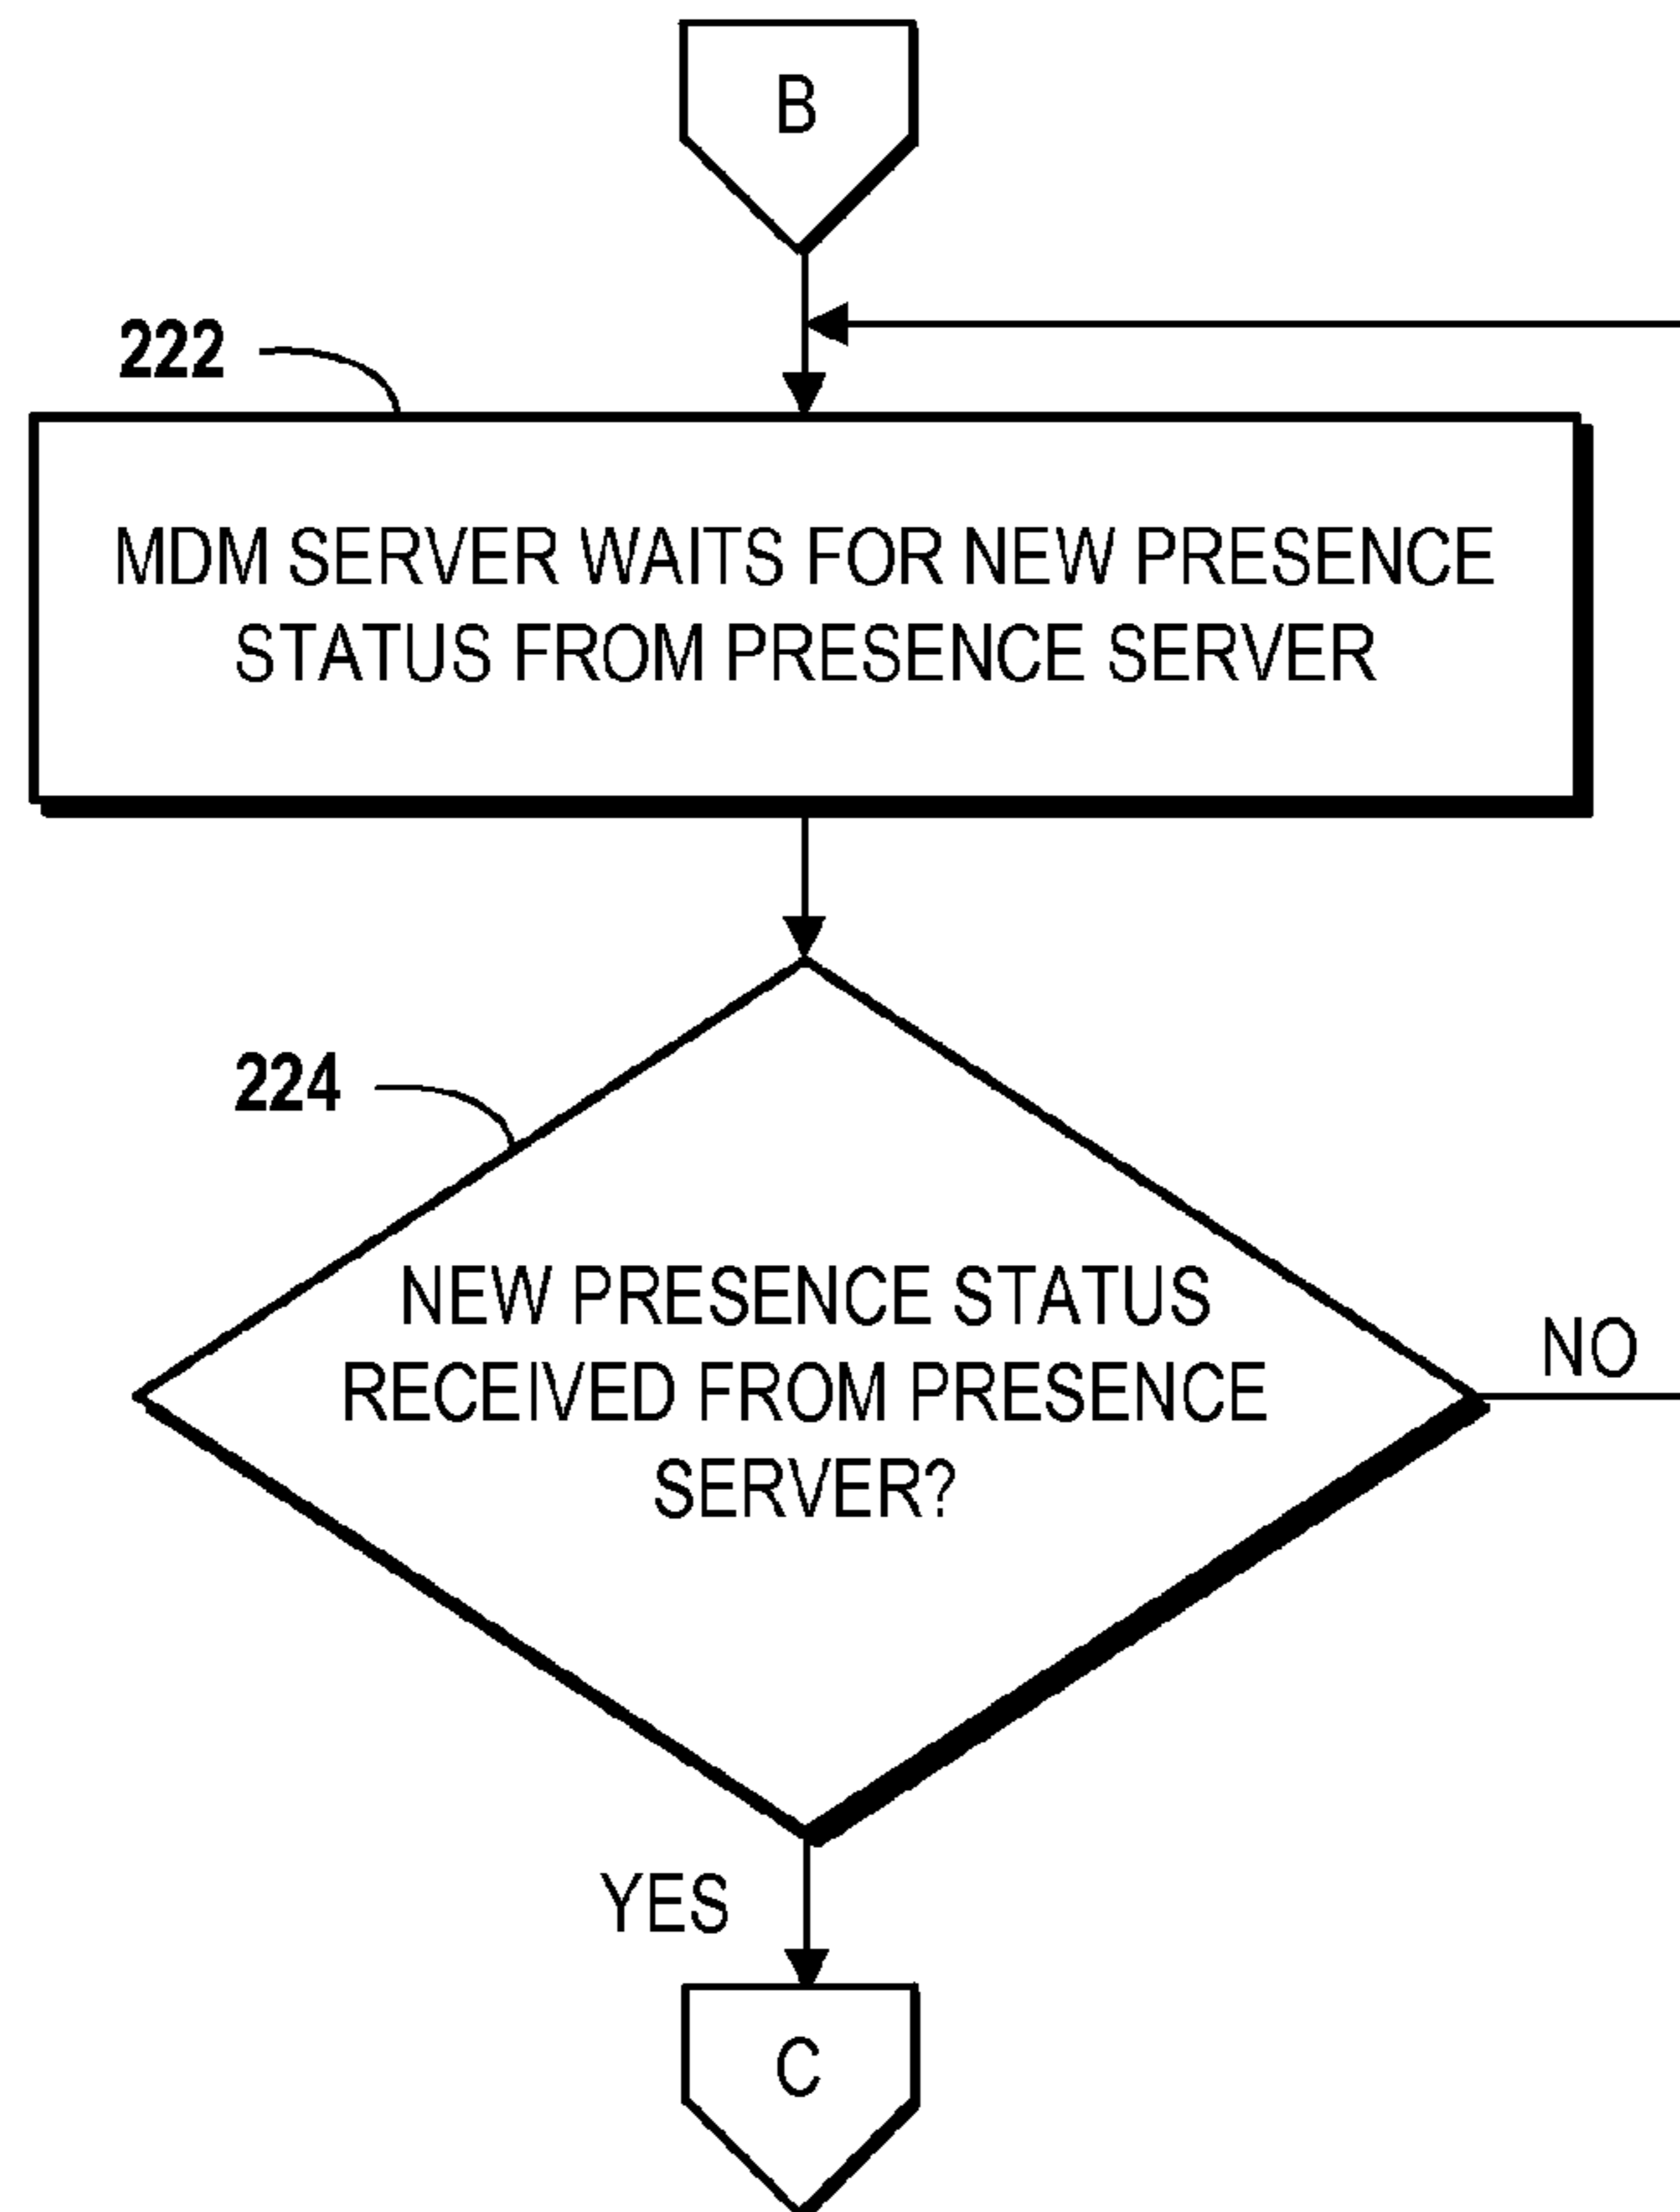 B
222
MDM SERVER WAITS FOR NEW PRESENCE
STATUS FROM PRESENCE SERVER
224
NEW PRESENCE STATUS
RECEIVED FROM PRESENCE
SERVER?
NO
YES
C